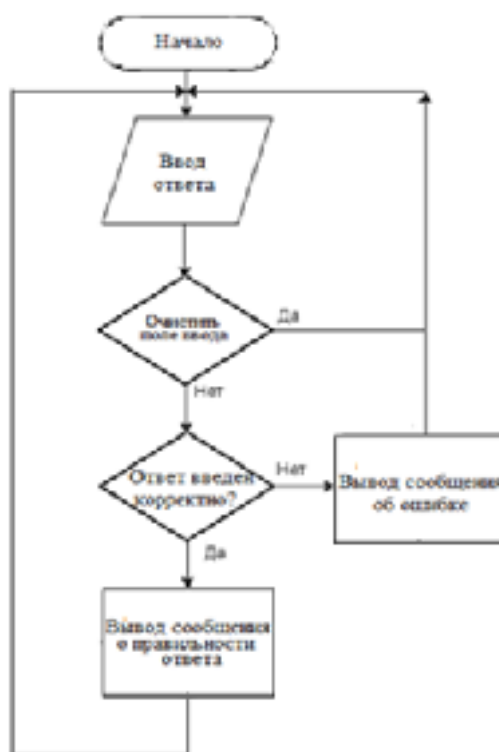 Начало
Ввод
ответа
Очистить
поле ввода
Да
Нет
Ответ введен
корректно?
Нет
Вывод сообщения
об ошибке
Да
Вывод сообщения
о правильности
ответа